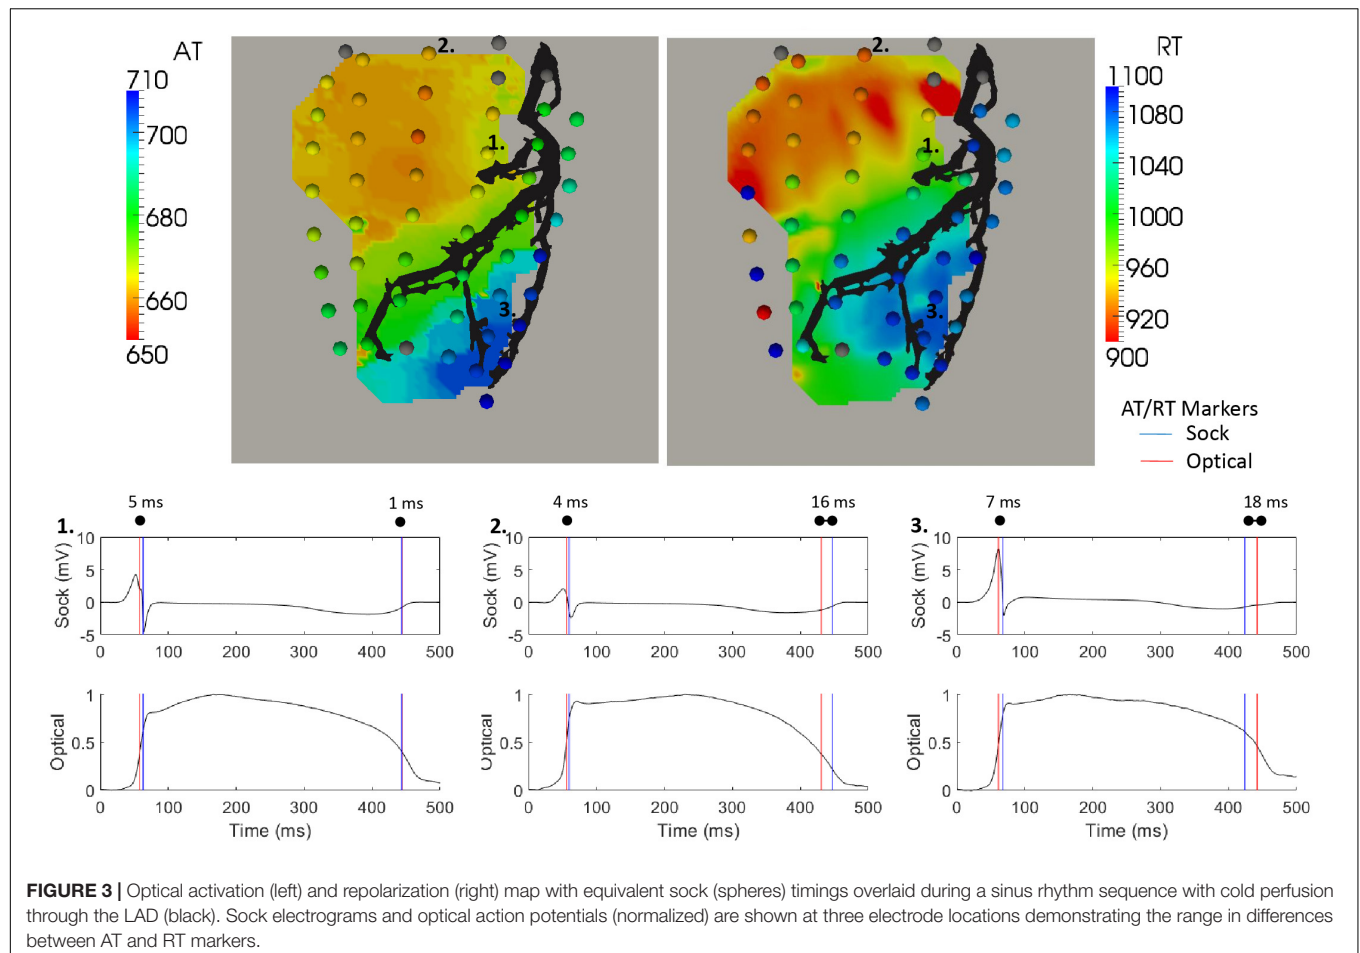 AT
710
700
680
660
650
2.
1.
3.
RT
1100
1080
1040
1000
960
920
900
2.
1.
3.
AT/RT Markers
Sock
Optical
5 ms
1 ms
4 ms
16 ms
7 ms
18 ms
1.
Sock (mV)
10
5
0
-5
0 100 200 300 400 500
2.
Sock (mV)
10
5
0
-5
0 100 200 300 400 500
3.
Sock (mV)
10
5
0
-5
0 100 200 300 400 500
Optical
1
0.5
0
0 100 200 300 400 500
Time (ms)
Optical
1
0.5
0
0 100 200 300 400 500
Time (ms)
Optical
1
0.5
0
0 100 200 300 400 500
Time (ms)
FIGURE 3 | Optical activation (left) and repolarization (right) map with equivalent sock (spheres) timings overlaid during a sinus rhythm sequence with cold perfusion
through the LAD (black). Sock electrograms and optical action potentials (normalized) are shown at three electrode locations demonstrating the range in differences
between AT and RT markers.